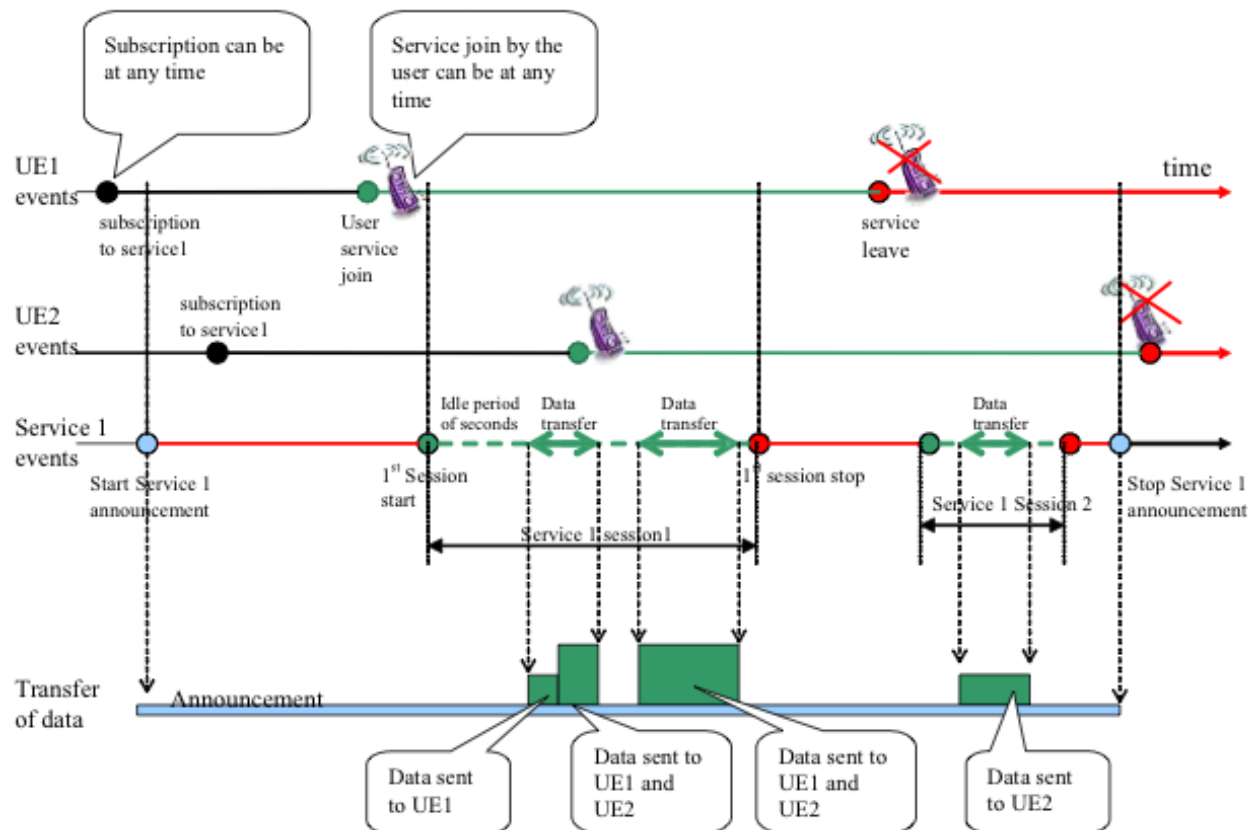 Subscription can be
at any time
Service join by the
user can be at any
time
UE1
events
time
subscription
to service1
User
service
join
service
leave
UE2
events
subscription
to service1
Service 1
events
Idle period
of seconds
Data
transfer
Data
transfer
Data
transfer
Start Service 1
announcement
1st Session
start
1st session stop
Stop Service 1
announcement
Service 1 session1
Service 1 Session 2
Transfer
of data
Announcement
Data sent
to UE1
Data sent to
UE1 and
UE2
Data sent to
UE1 and
UE2
Data sent
to UE2